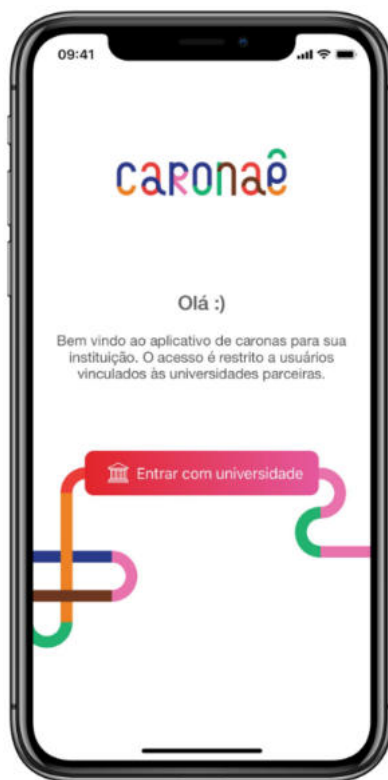 09:41
caronaê
Olá :)
Bem vindo ao aplicativo de caronas para sua
instituição. O acesso é restrito a usuários
vinculados às universidades parceiras.
Entrar com universidade